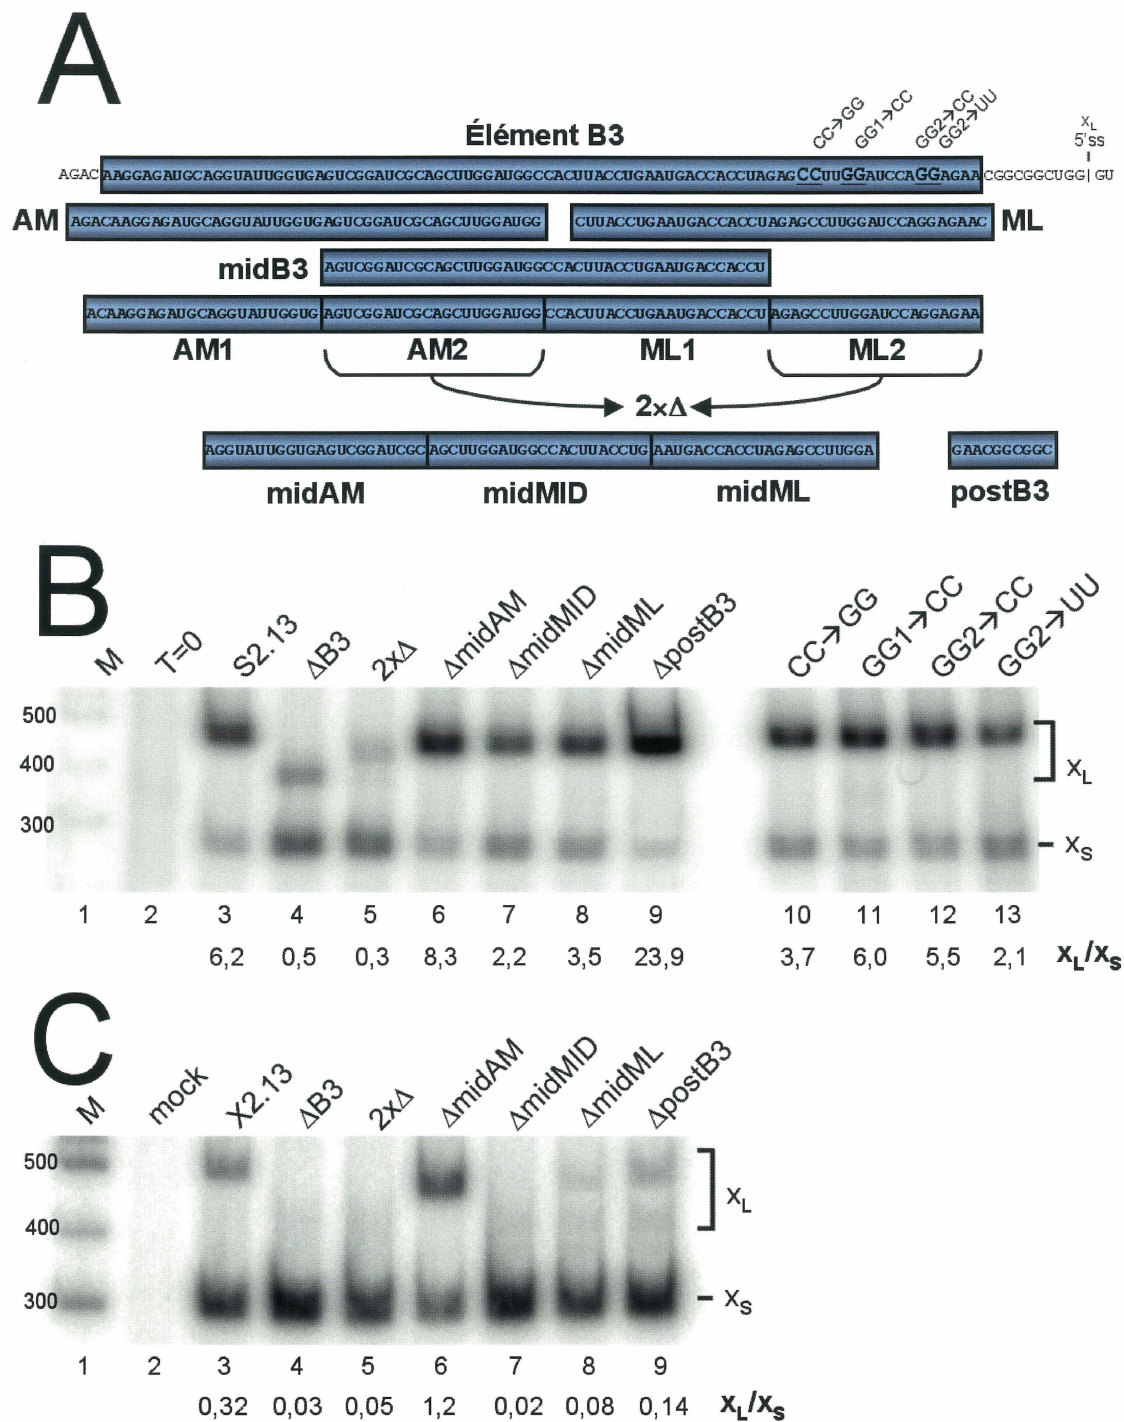 A
CC→GG GG1→CC GG2→CC GG2→UU
XL
5'SS
Élément B3
AGAC AAGGAGAUGCAGGUAUUGGUGAGUCGGAUCGCAGCUUGGAUGGCCACUUACCUGAAUGACCACCUAGAGCCUUGGAUCCAGGAGAA CGGCGGCUGG|GU
AM AGACAAGGAGAUGCAGGUAUUGGUGAGUCGGAUCGCAGCUUGGAUGG CUUACCUGAAUGACCACCUAGAGCCUUGGAUCCAGGAGAAC ML
midB3 AGUCGGAUCGCAGCUUGGAUGGCCACUUACCUGAAUGACCACCU
ACAAGGAGAUGCAGGUAUUGGUG AGUCGGAUCGCAGCUUGGAUGG CCACUUACCUGAAUGACCACCU AGAGCCUUGGAUCCAGGAGAA
AM1 AM2 ML1 ML2
2×Δ
AGGUAUUGGUGAGUCGGAUCGC AGCUUGGAUGGCCACUUACCUG AAUGACCACCUAGAGCCUUGGA GAACGGCGGC
midAM midMID midML postB3
B
M T=0 S2.13 ΔB3 2xΔ ΔmidAM ΔmidMID ΔmidML ΔpostB3 CC→GG GG1→CC GG2→CC GG2→UU
500
400
300
XL
XS
1 2 3 4 5 6 7 8 9 10 11 12 13
6,2 0,5 0,3 8,3 2,2 3,5 23,9 3,7 6,0 5,5 2,1 XL/XS
C
M mock X2.13 ΔB3 2xΔ ΔmidAM ΔmidMID ΔmidML ΔpostB3
500
400
300
XL
XS
1 2 3 4 5 6 7 8 9
0,32 0,03 0,05 1,2 0,02 0,08 0,14 XL/XS